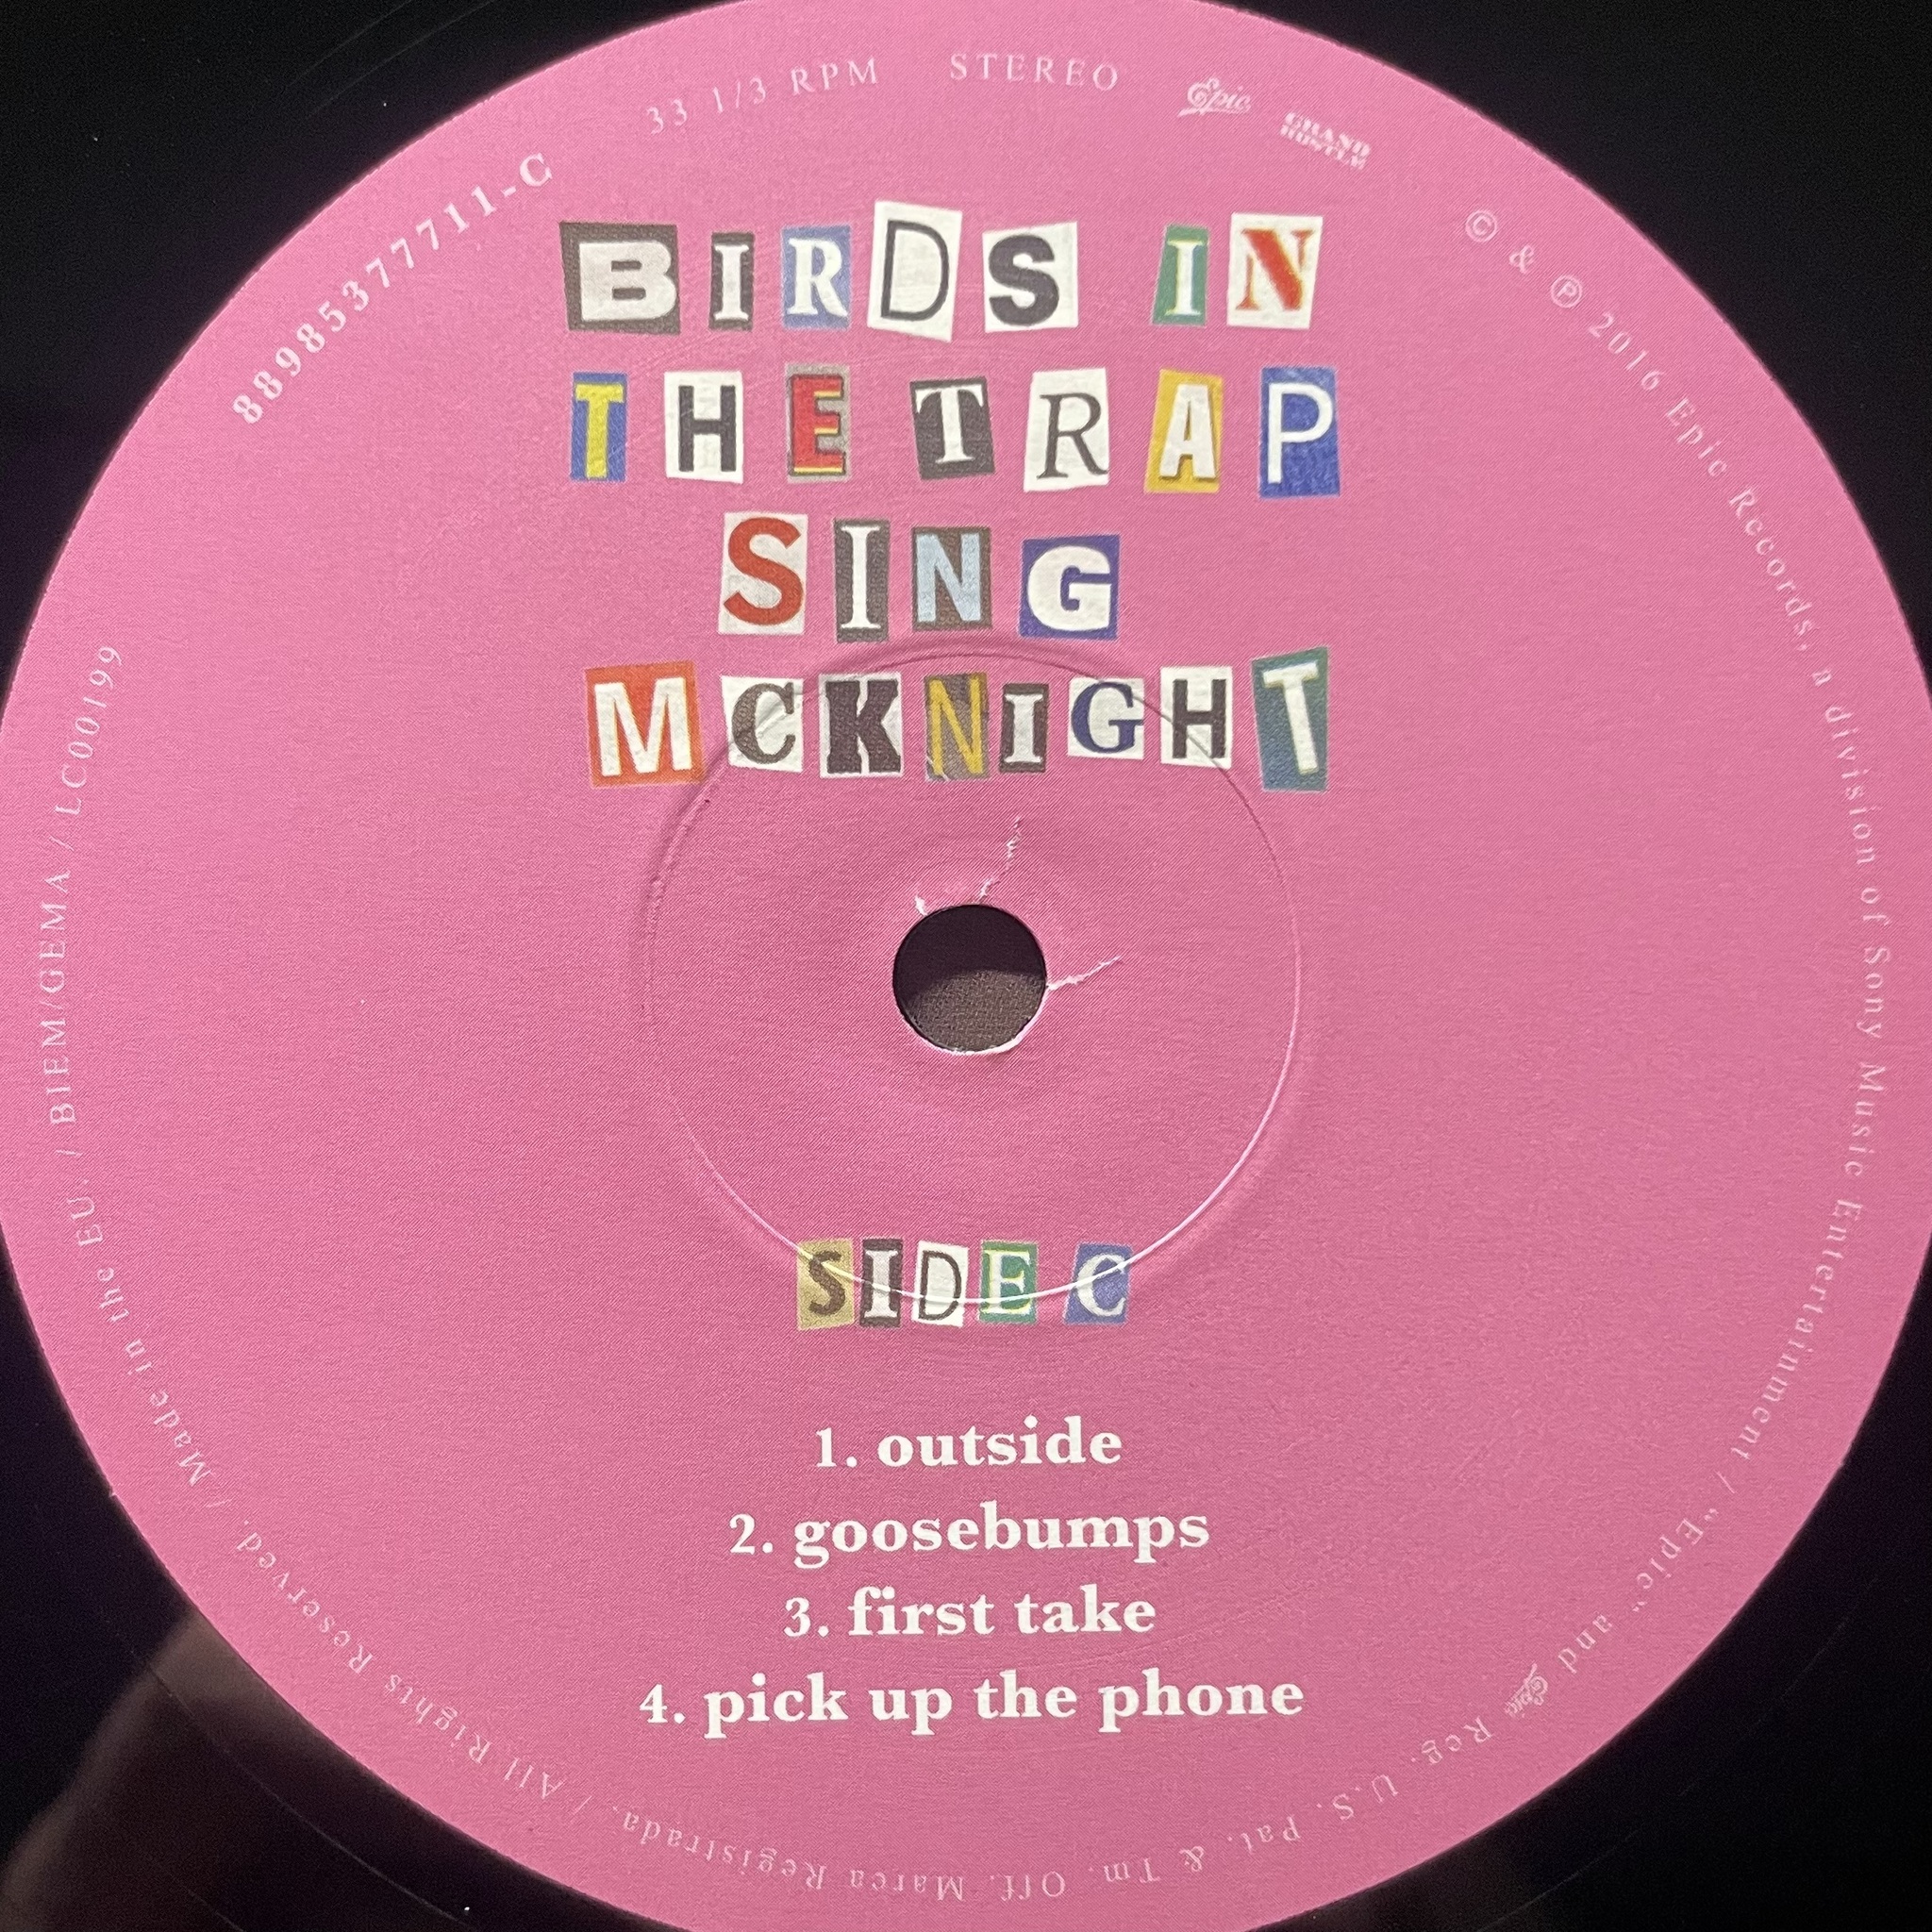 33 1/3 RPM STEREO Epic GRAND HUSTLE
88985377711-C
BIRDS IN
THE TRAP
SING
MCKNIGHT
SIDE C
1. outside
2. goosebumps
3. first take
4. pick up the phone
© & ℗ 2016 Epic Records, a division of Sony Music Entertainment / "Epic" and Epic Reg. U.S. Pat. & Tm. Off. Marca Registrada. / All Rights Reserved. / Made in the EU. / BIEM/GEMA / LC00199